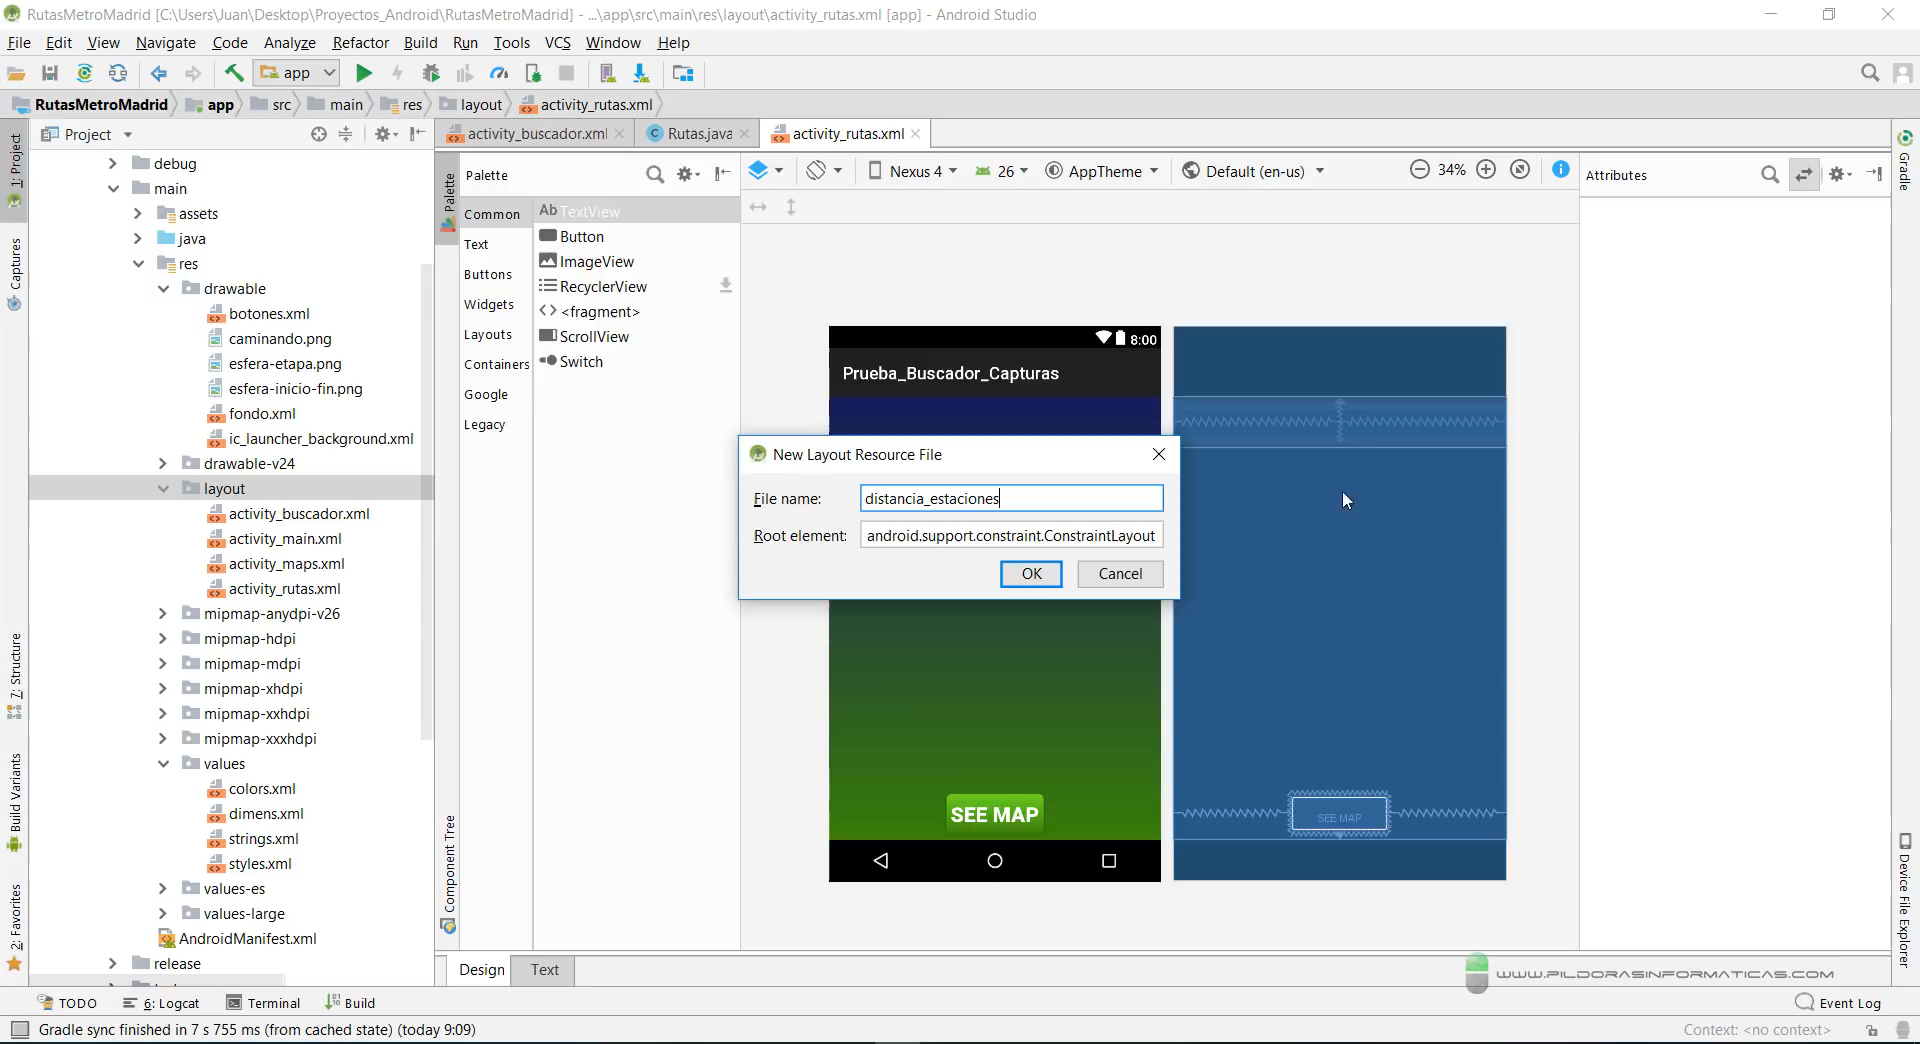 RutasMetroMadrid [C:\Users\Juan\Desktop\Proyectos_Android\RutasMetroMadrid] - ...\app\src\main\res\layout\activity_rutas.xml [app] - Android Studio
File Edit View Navigate Code Analyze Refactor Build Run Tools VCS Window Help
app
RutasMetroMadrid app src main res layout activity_rutas.xml
Project
activity_buscador.xml Rutas.java activity_rutas.xml
1: Project
Captures
7: Structure
Build Variants
2: Favorites
debug
main
assets
java
res
drawable
botones.xml
caminando.png
esfera-etapa.png
esfera-inicio-fin.png
fondo.xml
ic_launcher_background.xml
drawable-v24
layout
activity_buscador.xml
activity_main.xml
activity_maps.xml
activity_rutas.xml
mipmap-anydpi-v26
mipmap-hdpi
mipmap-mdpi
mipmap-xhdpi
mipmap-xxhdpi
mipmap-xxxhdpi
values
colors.xml
dimens.xml
strings.xml
styles.xml
values-es
values-large
AndroidManifest.xml
release
Palette
Component Tree
Palette
Common
Text
Buttons
Widgets
Layouts
Containers
Google
Legacy
Ab TextView
Button
ImageView
RecyclerView
<fragment>
ScrollView
Switch
Nexus 4 26 AppTheme Default (en-us) 34%
Attributes
8:00
Prueba_Buscador_Capturas
New Layout Resource File
File name: distancia_estaciones
Root element: android.support.constraint.ConstraintLayout
OK Cancel
SEE MAP
SEE MAP
Gradle
Device File Explorer
Design Text
WWW.PILDORASINFORMATICAS.COM
TODO 6: Logcat Terminal Build Event Log
Gradle sync finished in 7 s 755 ms (from cached state) (today 9:09) Context: <no context>